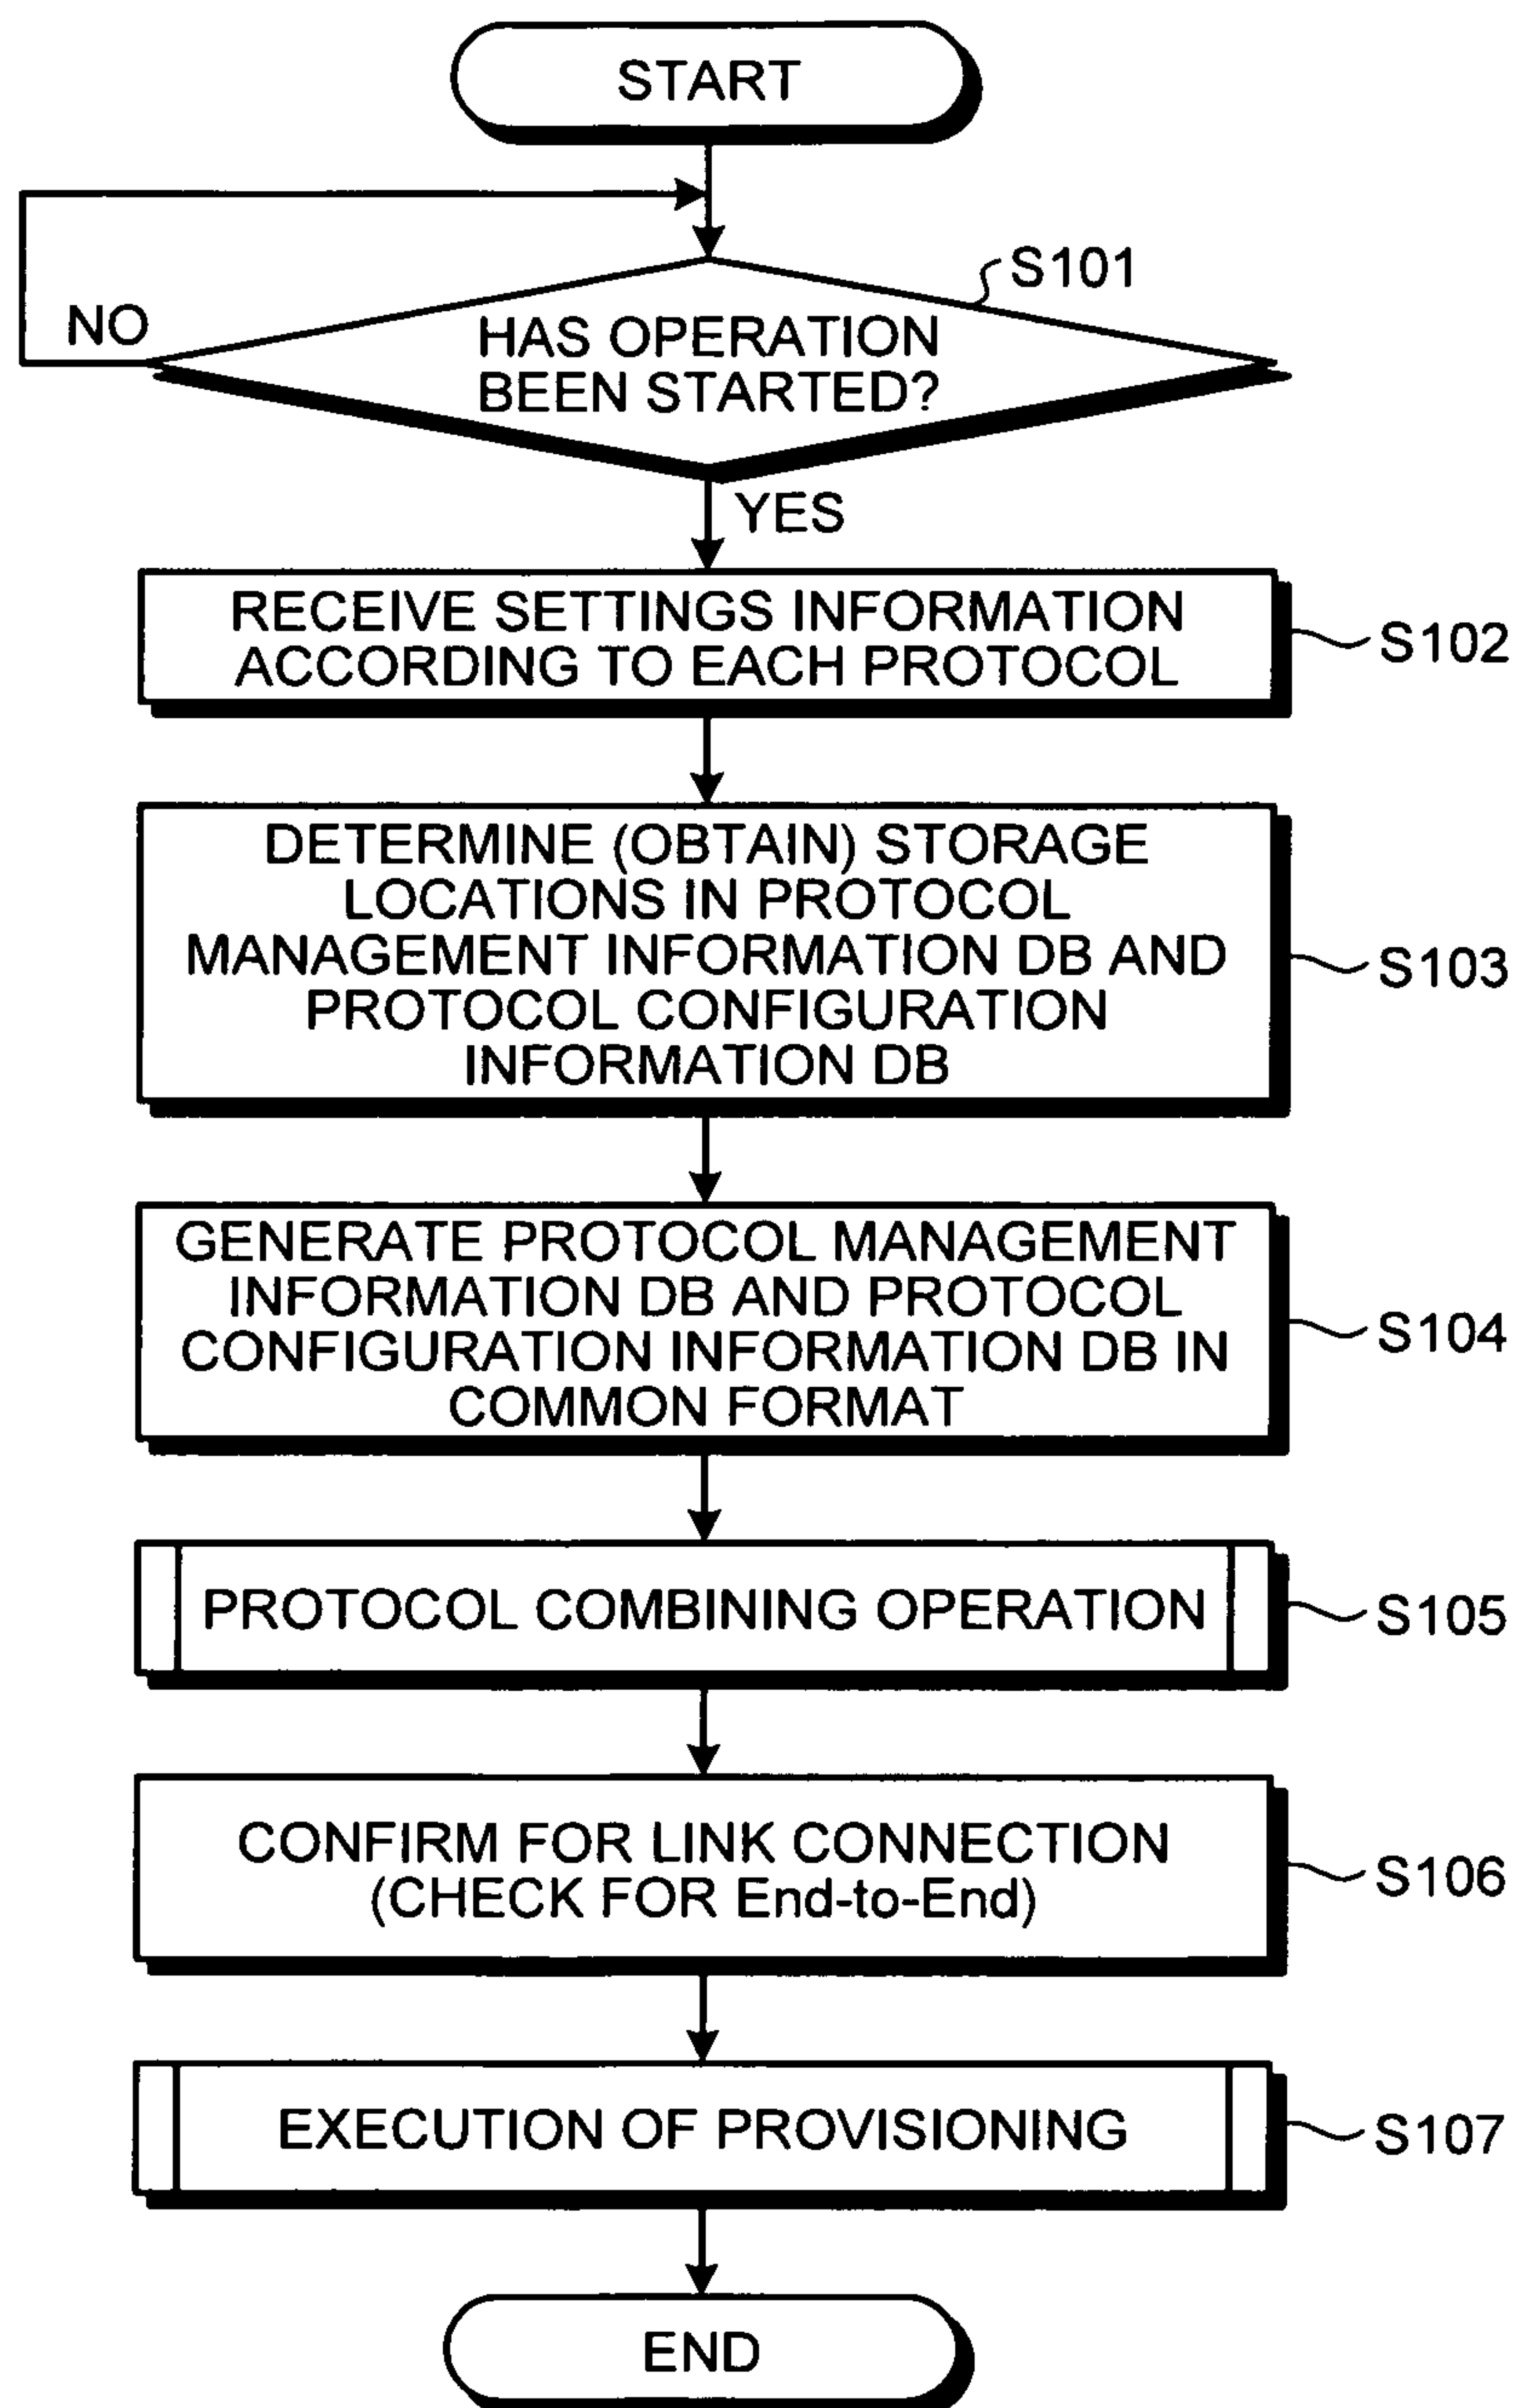 START
S101
NO
HAS OPERATION
BEEN STARTED?
YES
RECEIVE SETTINGS INFORMATION
ACCORDING TO EACH PROTOCOL
S102
DETERMINE (OBTAIN) STORAGE
LOCATIONS IN PROTOCOL
MANAGEMENT INFORMATION DB AND
PROTOCOL CONFIGURATION
INFORMATION DB
S103
GENERATE PROTOCOL MANAGEMENT
INFORMATION DB AND PROTOCOL
CONFIGURATION INFORMATION DB IN
COMMON FORMAT
S104
PROTOCOL COMBINING OPERATION
S105
CONFIRM FOR LINK CONNECTION
(CHECK FOR End-to-End)
S106
EXECUTION OF PROVISIONING
S107
END